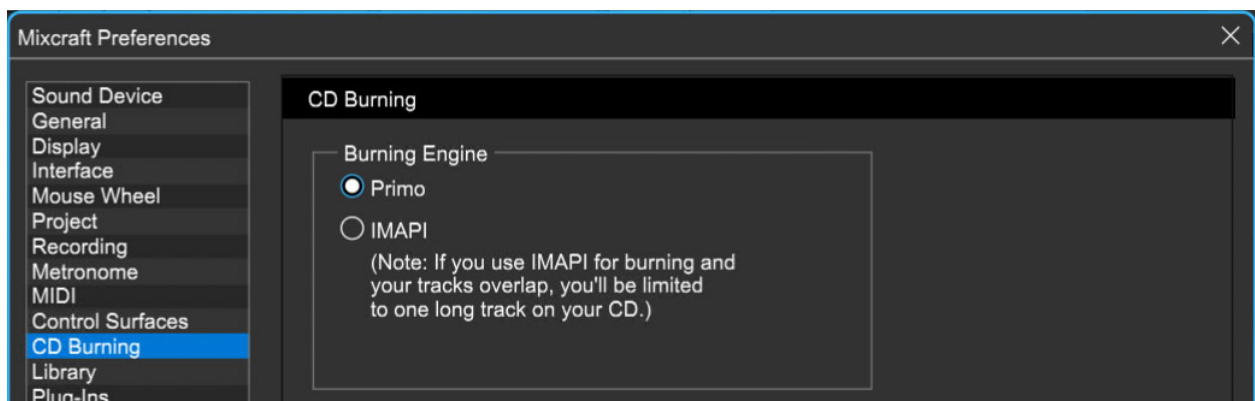 Mixcraft Preferences
Sound Device
General
Display
Interface
Mouse Wheel
Project
Recording
Metronome
MIDI
Control Surfaces
CD Burning
Library
Plug-Ins
CD Burning
Burning Engine
Primo
IMAPI
(Note: If you use IMAPI for burning and
your tracks overlap, you'll be limited
to one long track on your CD.)